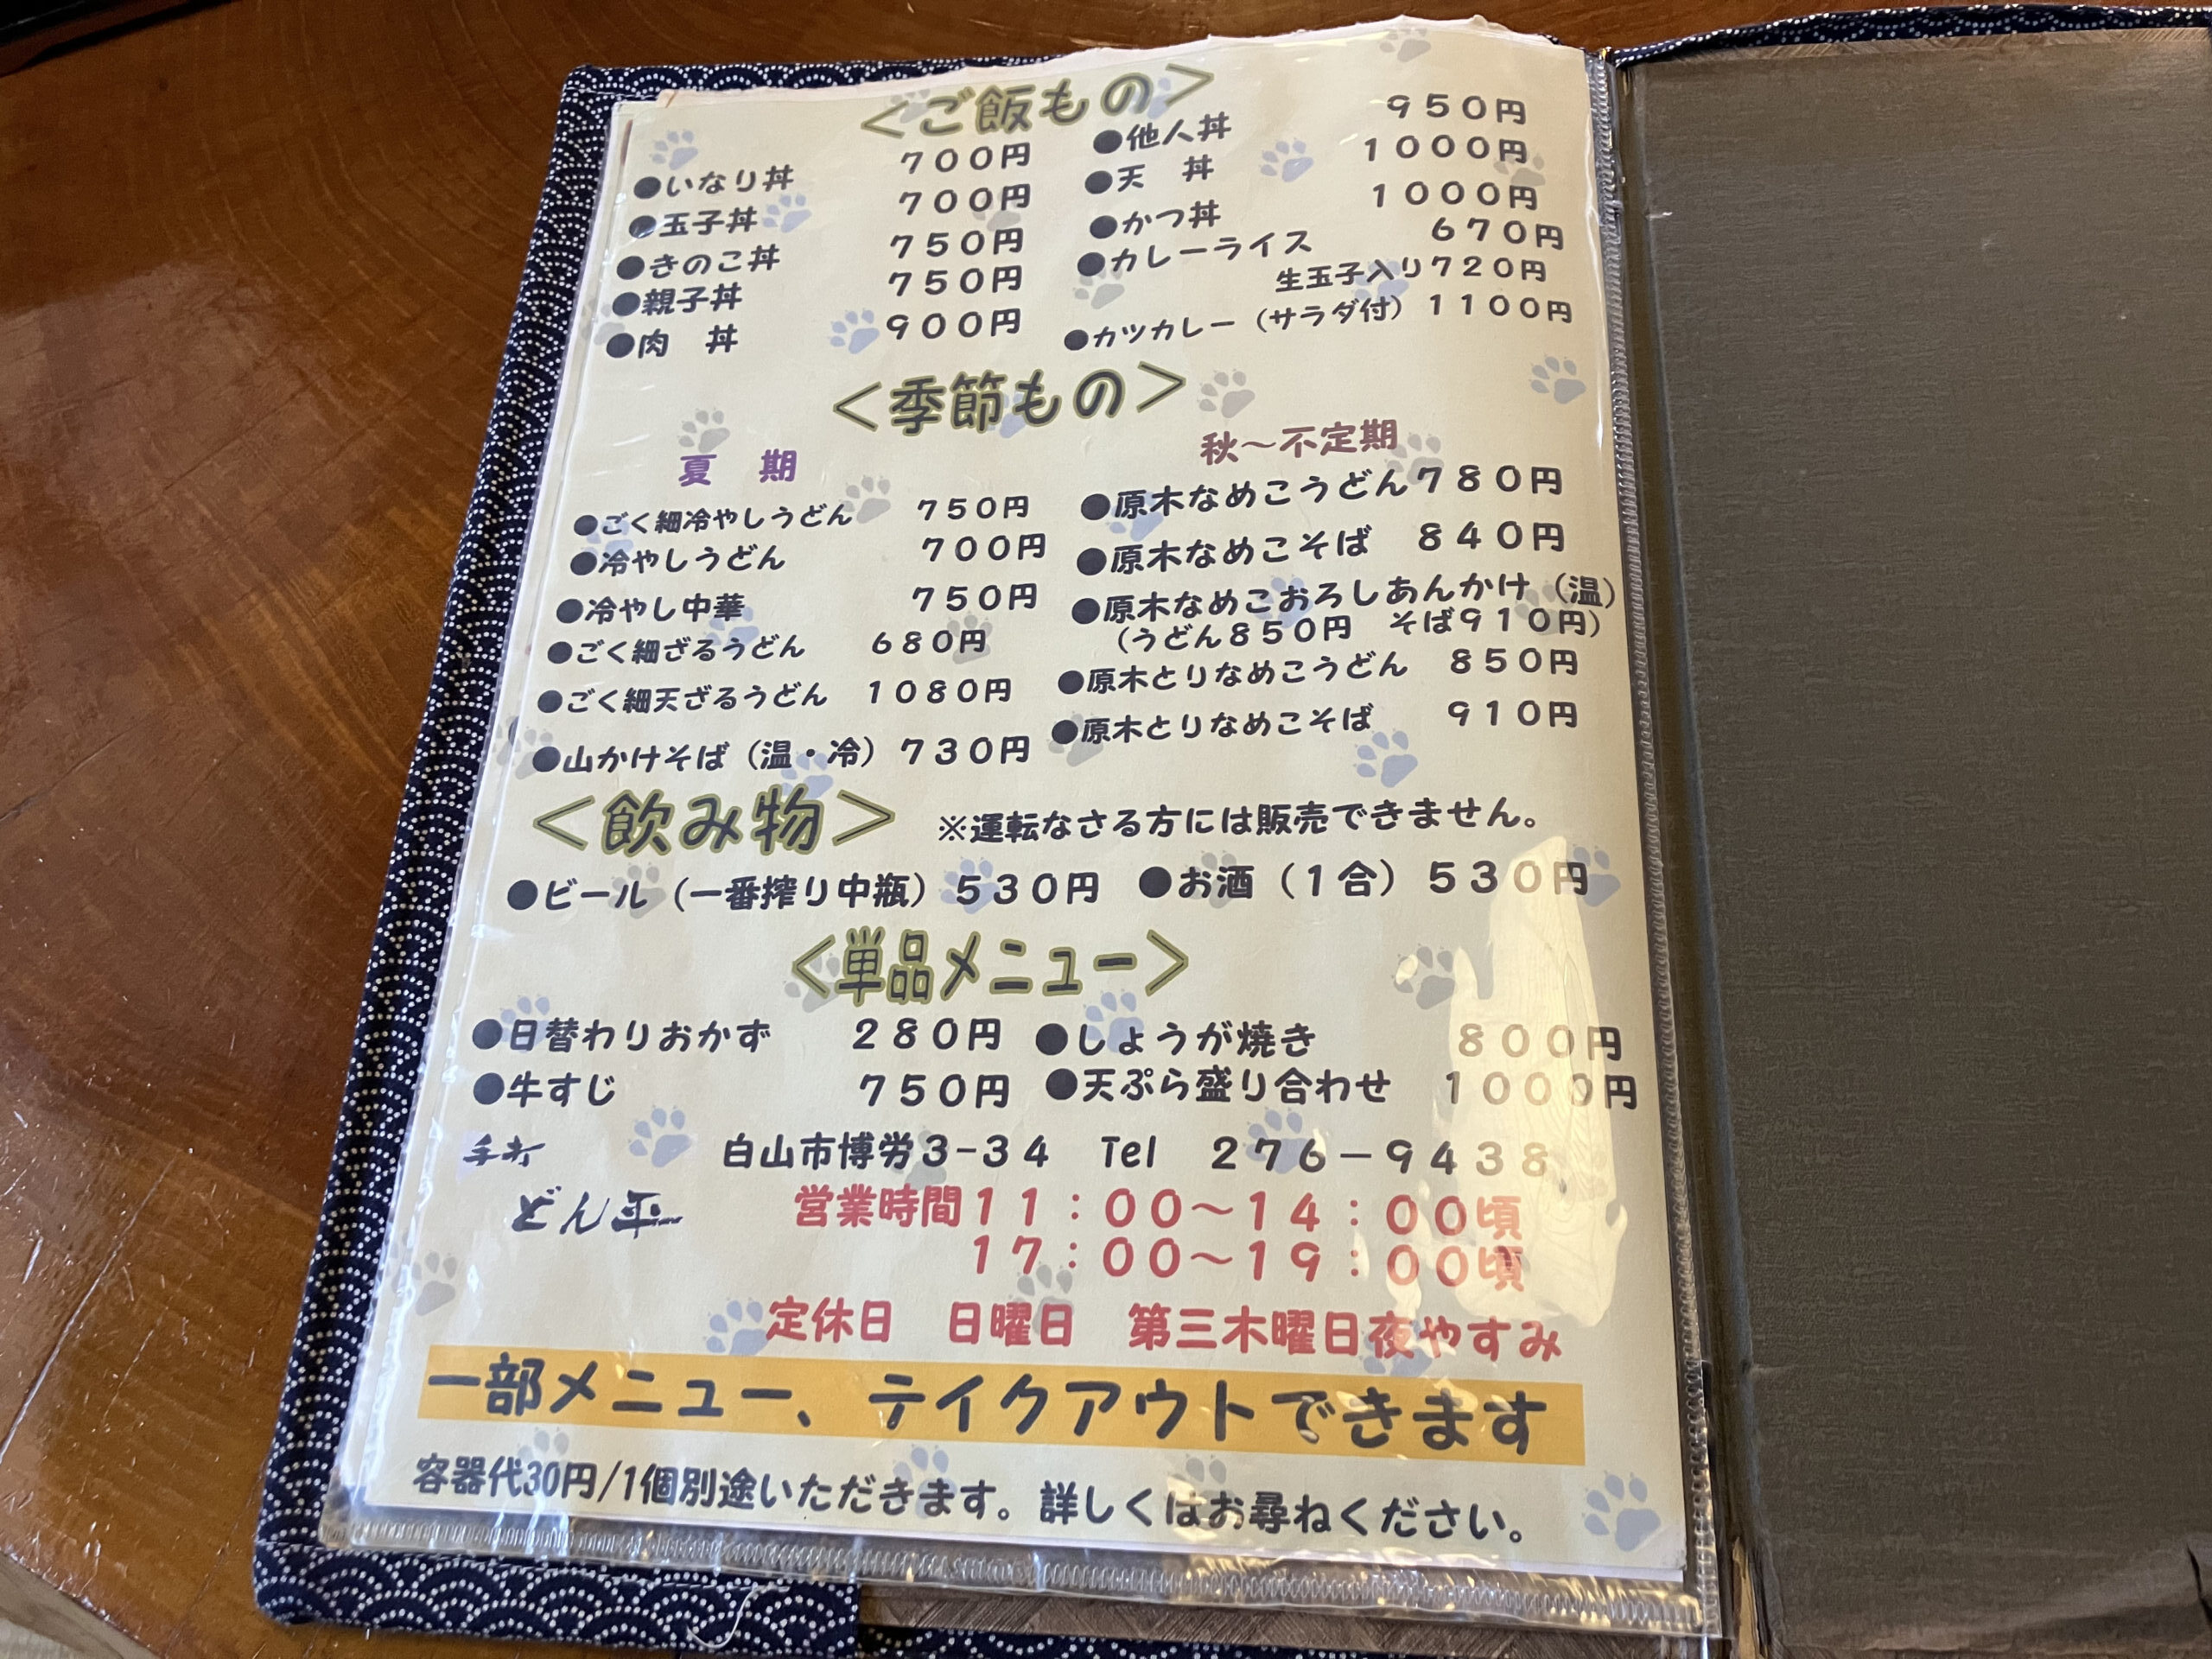 ＜ご飯もの＞
●いなり丼　７００円
●玉子丼　７００円
●きのこ丼　７５０円
●親子丼　７５０円
●肉　丼　９００円
●他人丼　９５０円
●天　丼　１０００円
●かつ丼　１０００円
●カレーライス　６７０円
生玉子入り７２０円
●カツカレー（サラダ付）１１００円
＜季節もの＞
夏　期
●ごく細冷やしうどん　７５０円
●冷やしうどん　７００円
●冷やし中華　７５０円
●ごく細ざるうどん　６８０円
●ごく細天ざるうどん　１０８０円
●山かけそば（温・冷）７３０円
秋～不定期
●原木なめこうどん７８０円
●原木なめこそば　８４０円
●原木なめこおろしあんかけ（温）
（うどん８５０円　そば９１０円）
●原木とりなめこうどん　８５０円
●原木とりなめこそば　９１０円
＜飲み物＞　※運転なさる方には販売できません。
●ビール（一番搾り中瓶）５３０円　●お酒（１合）５３０円
＜単品メニュー＞
●日替わりおかず　２８０円　●しょうが焼き　８００円
●牛すじ　７５０円　●天ぷら盛り合わせ　１０００円
手打　白山市博労３−３４　Tel　２７６－９４３８
どん平　営業時間１１：００～１４：００頃
１７：００～１９：００頃
定休日　日曜日　第三木曜日夜やすみ
一部メニュー、テイクアウトできます
容器代30円/1個別途いただきます。詳しくはお尋ねください。